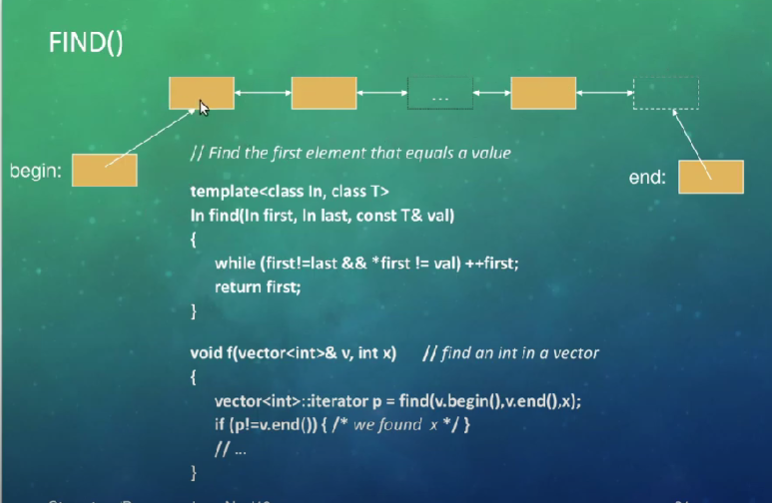 FIND()
...
begin:
end:
// Find the first element that equals a value
template<class In, class T>
In find(In first, In last, const T& val)
{
while (first!=last && *first != val) ++first;
return first;
}
void f(vector<int>& v, int x) // find an int in a vector
{
vector<int>::iterator p = find(v.begin(),v.end(),x);
if (p!=v.end()) { /* we found x */ }
// ...
}